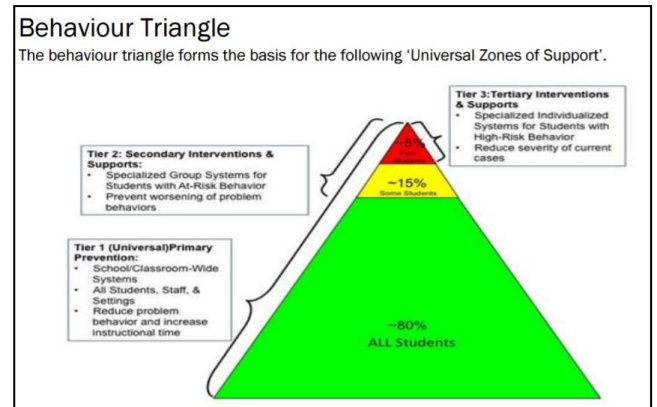 Behaviour Triangle
The behaviour triangle forms the basis for the following ‘Universal Zones of Support’.
Tier 3:Tertiary Interventions
& Supports
• Specialized Individualized
Systems for Students with
High-Risk Behavior
• Reduce severity of current
cases
Tier 2: Secondary Interventions &
Supports:
• Specialized Group Systems for
Students with At-Risk Behavior
• Prevent worsening of problem
behaviors
Tier 1 (Universal)Primary
Prevention:
• School/Classroom-Wide
Systems
• All Students, Staff, &
Settings
• Reduce problem
behavior and increase
instructional time
~5%
Students
~15%
Some Students
~80%
ALL Students